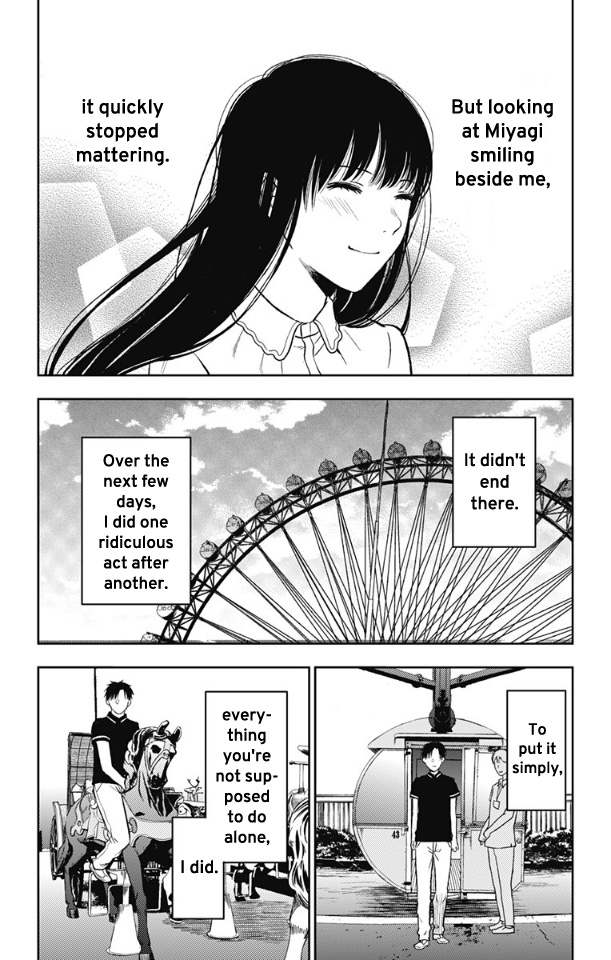 But looking
at Miyagi
smiling
beside me,
it quickly
stopped
mattering.
It didn't
end
there.
Over the
next few
days,
I did one
ridiculous
act after
another.
To
put it
simply,
43
every-
thing
you're
not sup-
posed
to do
alone,
I did.